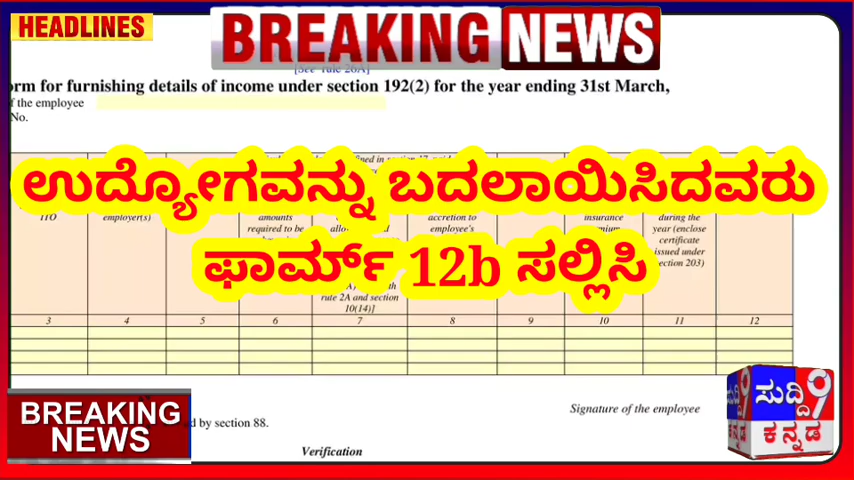 HEADLINES
BREAKING NEWS
[See rule 26A]
orm for furnishing details of income under section 192(2) for the year ending 31st March,
f the employee
No.
ಉದ್ಯೋಗವನ್ನು ಬದಲಾಯಿಸಿದವರು
ITO
employer(s)
amounts
required to be
accretion to
employee's
insurance
during the
year (enclose
certificate
issued under
section 203)
ಫಾರ್ಮ್ 12b ಸಲ್ಲಿಸಿ
rule 2A and section
10(14)]
3 4 5 6 7 8 9 10 11 12
Signature of the employee
BREAKING
NEWS
ed by section 88.
Verification
ಸುದ್ದಿ 9
ಕನ್ನಡ